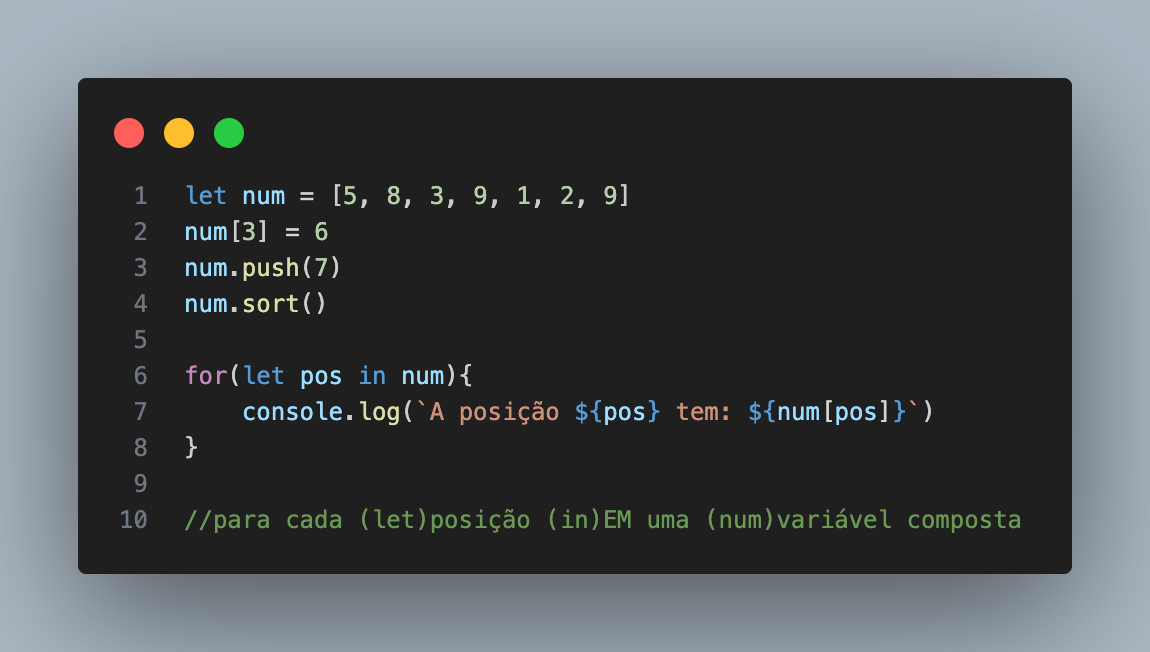 1 let num = [5, 8, 3, 9, 1, 2, 9]
2 num[3] = 6
3 num.push(7)
4 num.sort()
5
6 for(let pos in num){
7     console.log(`A posição ${pos} tem: ${num[pos]}`)
8 }
9
10 //para cada (let)posição (in)EM uma (num)variável composta